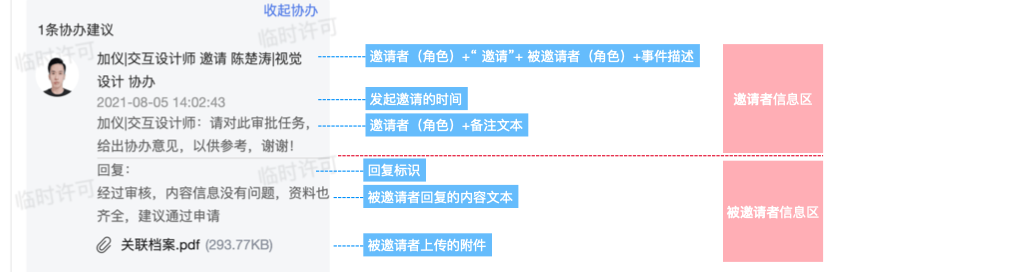 收起协办
1条协办建议
临时许可
临时许可
加仪|交互设计师 邀请 陈楚涛|视觉
设计 协办
邀请者（角色）+“ 邀请”+ 被邀请者（角色）+事件描述
2021-08-05 14:02:43
发起邀请的时间
邀请者信息区
加仪|交互设计师：请对此审批任务，
给出协办意见，以供参考，谢谢！
邀请者（角色）+备注文本
回复：
回复标识
临时许可
临时许可
经过审核，内容信息没有问题，资料也
齐全，建议通过申请
被邀请者回复的内容文本
被邀请者信息区
关联档案.pdf (293.77KB)
被邀请者上传的附件